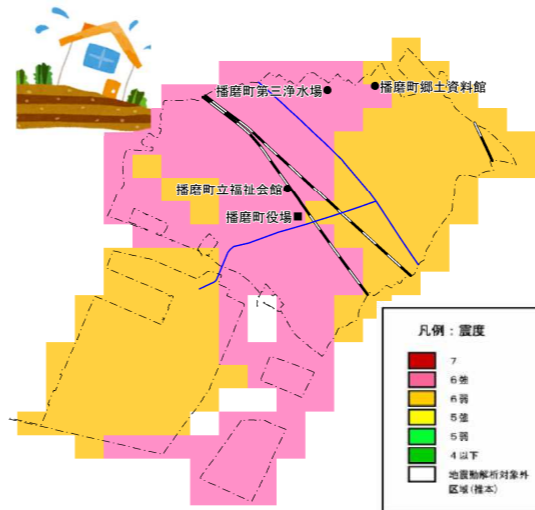 播磨町第三浄水場
播磨町郷土資料館
播磨町立福祉会館
播磨町役場
凡例：震度
7
6強
6弱
5強
5弱
4以下
地震動解析対象外
区域(推本)